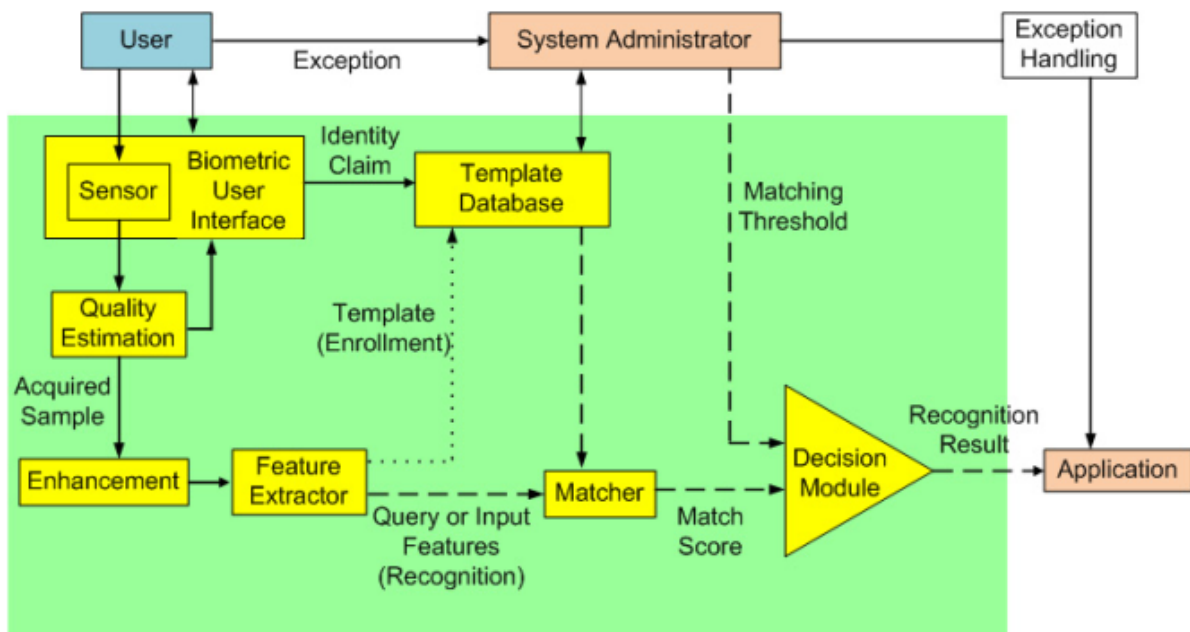 User
Exception
System Administrator
Exception
Handling
Identity
Claim
Sensor
Biometric
User
Interface
Template
Database
Matching
Threshold
Quality
Estimation
Template
(Enrollment)
Acquired
Sample
Enhancement
Feature
Extractor
Query or Input
Features
(Recognition)
Matcher
Match
Score
Decision
Module
Recognition
Result
Application